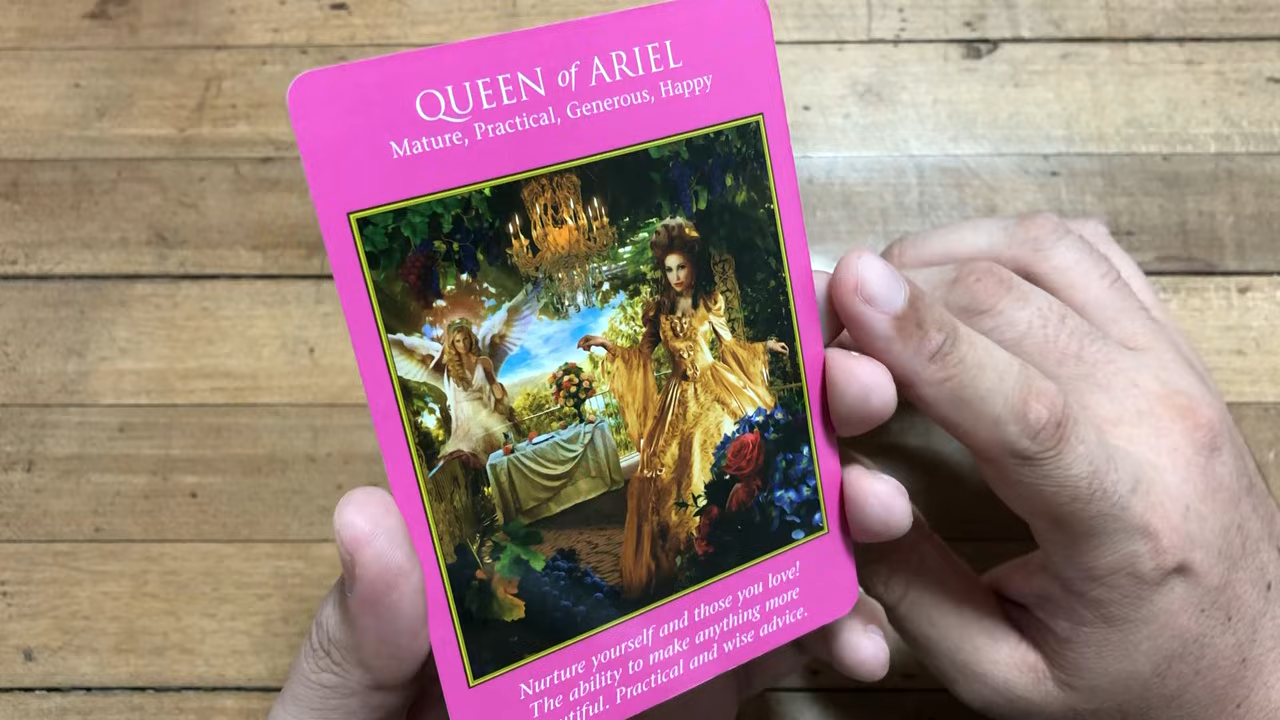 QUEEN of ARIEL
Mature, Practical, Generous, Happy
Nurture yourself and those you love!
The ability to make anything more
Practical and wise advice.